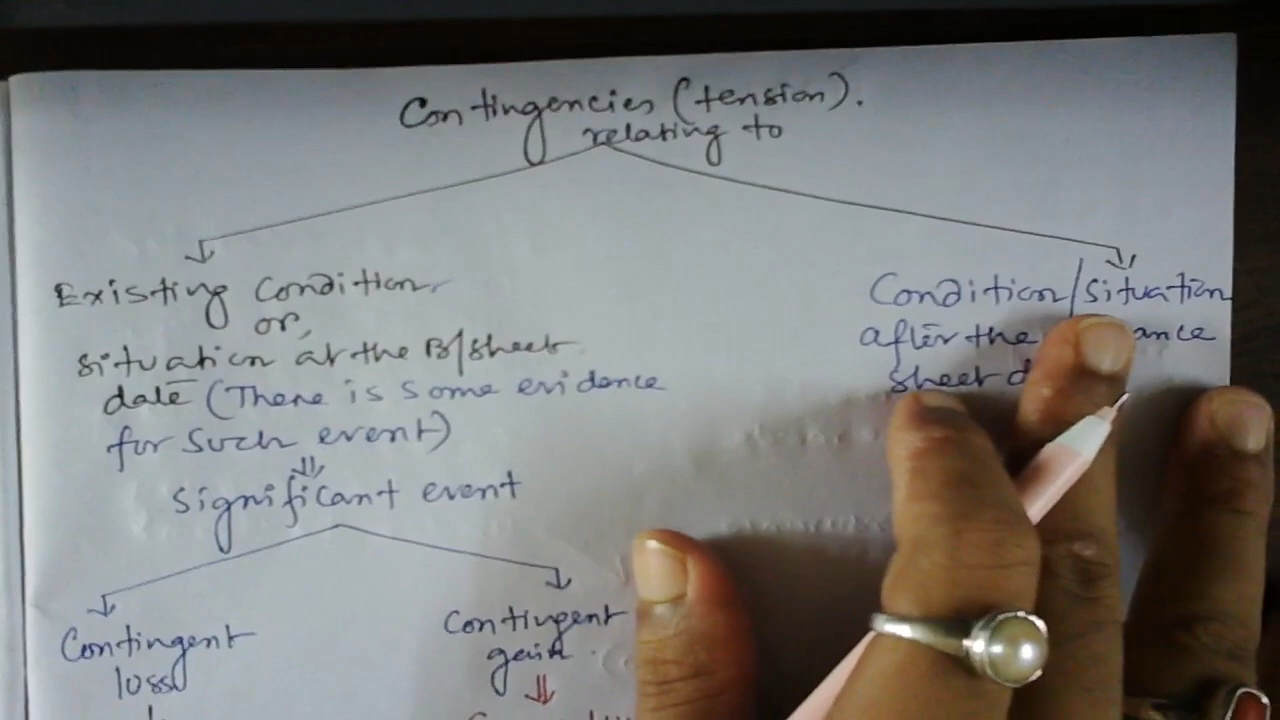 Contingencies (tension).
relating to
Existing condition
or,
situation at the B/sheet
date (There is some evidence
for such event)
significant event
Contingent
loss
Contingent
gain.
Condition/situation
after the ance
sheet d